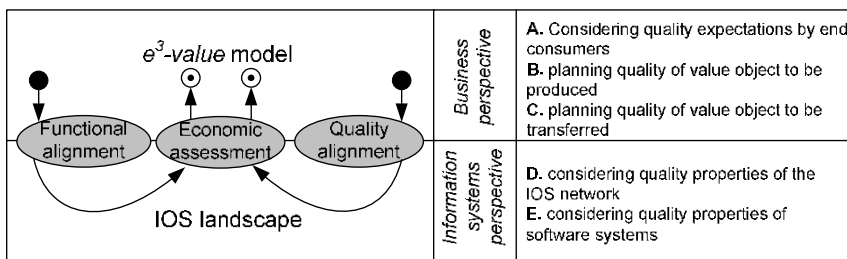 e3-value model
Functional
alignment
Economic
assessment
Quality
alignment
IOS landscape
Business
perspective
Information
systems
perspective
A. Considering quality expectations by end
consumers
B. planning quality of value object to be
produced
C. planning quality of value object to be
transferred
D. considering quality properties of the
IOS network
E. considering quality properties of
software systems